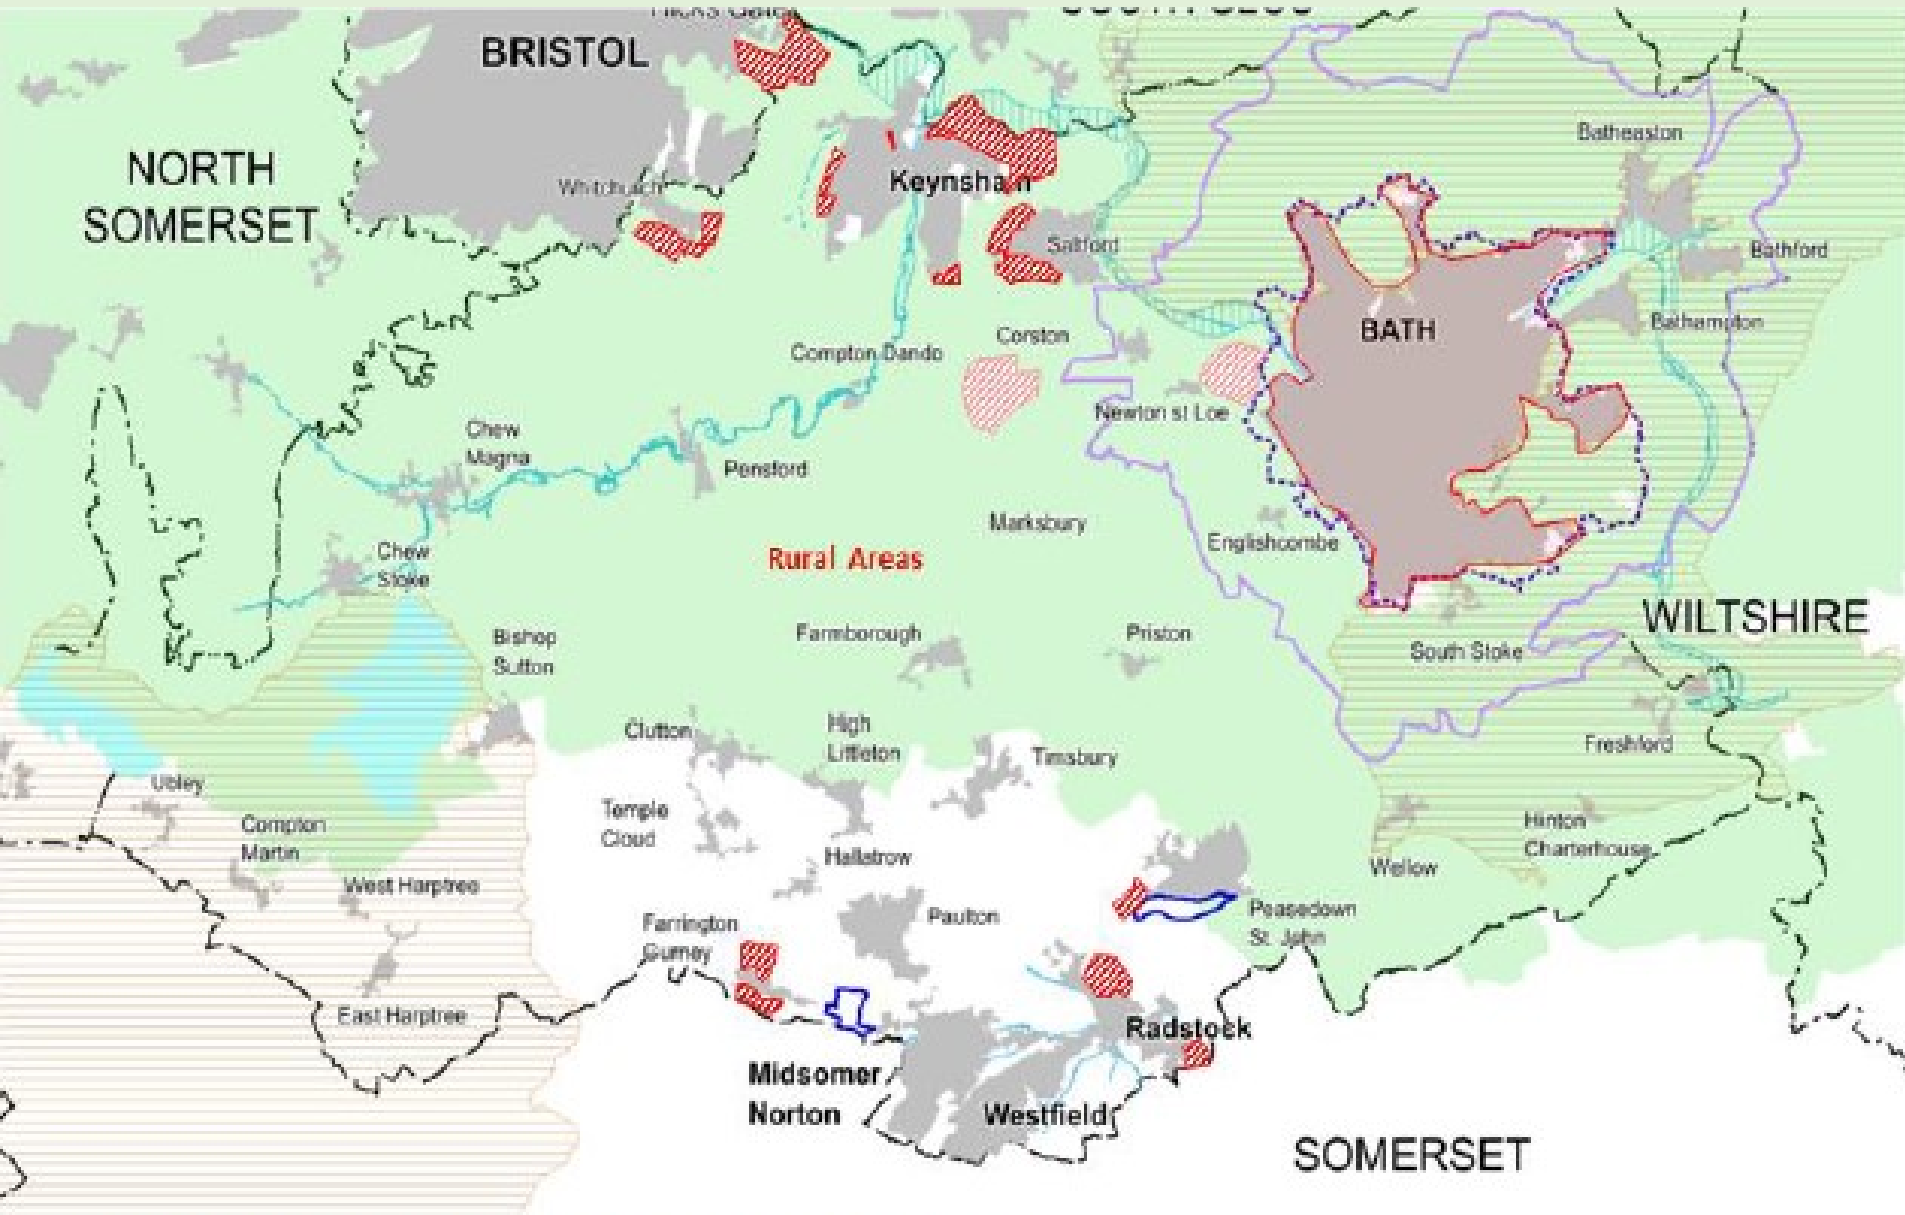 Hicks Gate
BRISTOL
NORTH
SOMERSET
Whitchurch
Keynsham
Saltford
Batheaston
Bathford
BATH
Bathampton
Corston
Compton Dando
Newton st Loe
Chew
Magna
Pensford
Marksbury
Englishcombe
Chew
Stoke
Rural Areas
WILTSHIRE
Bishop
Sutton
Farmborough
Priston
South Stoke
Clutton
High
Littleton
Timsbury
Freshford
Ubley
Temple
Cloud
Compton
Martin
Hinton
Charterhouse
Hallatrow
Wellow
West Harptree
Farrington
Gurney
Paulton
Peasedown
St John
East Harptree
Radstock
Midsomer
Norton
Westfield
SOMERSET